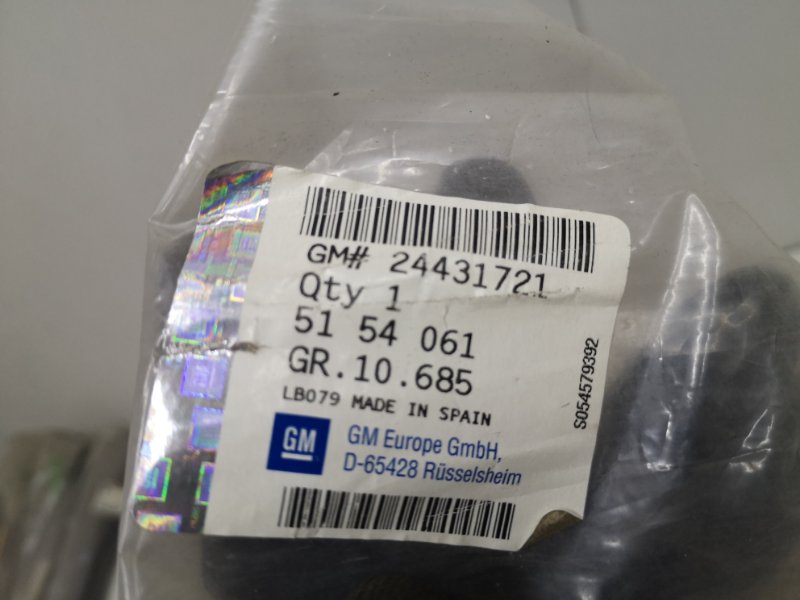 GM# 24431721
Qty 1
51 54 061
GR.10.685
LB079 MADE IN SPAIN
GM
GM Europe GmbH,
D-65428 Rüsselsheim
S054579392